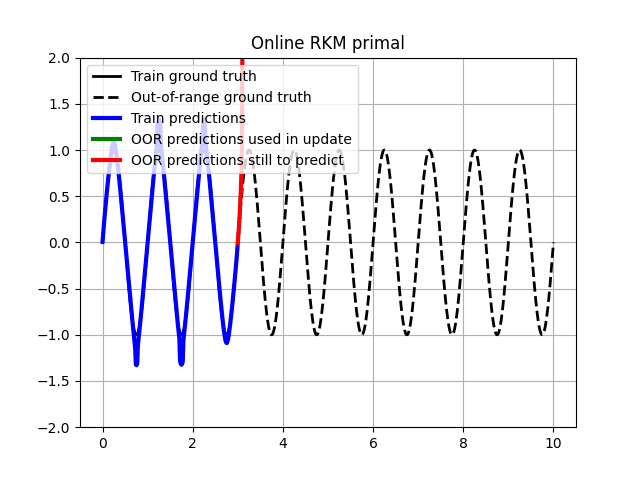 Online RKM primal
2.0
1.5
1.0
0.5
0.0
−0.5
−1.0
−1.5
−2.0
Train ground truth
Out-of-range ground truth
Train predictions
OOR predictions used in update
OOR predictions still to predict
0 2 4 6 8 10